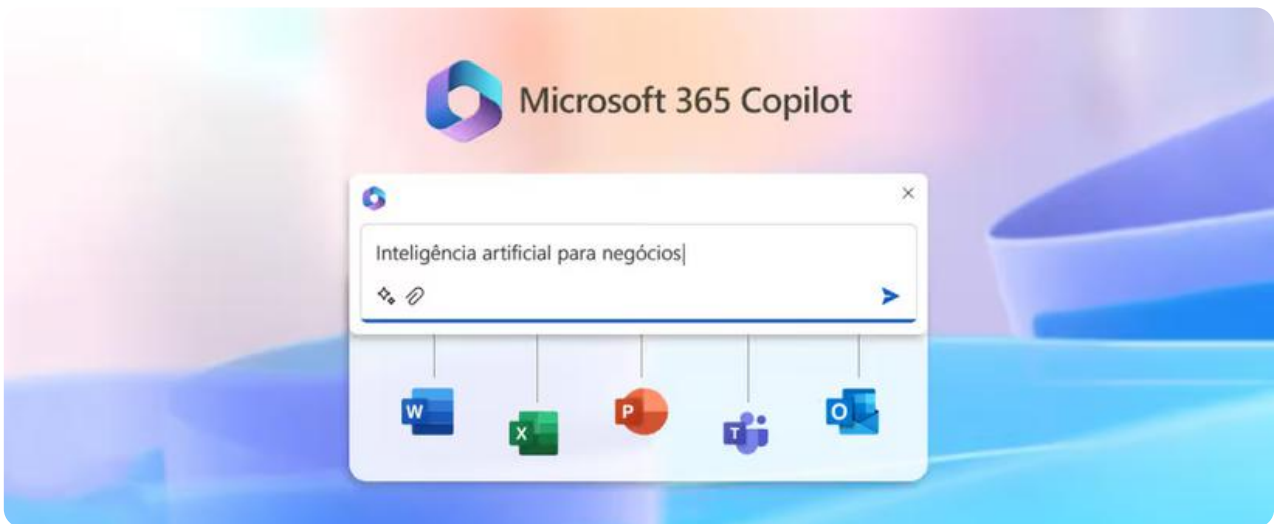 Microsoft 365 Copilot
Inteligência artificial para negócios
W
X
P
T
O